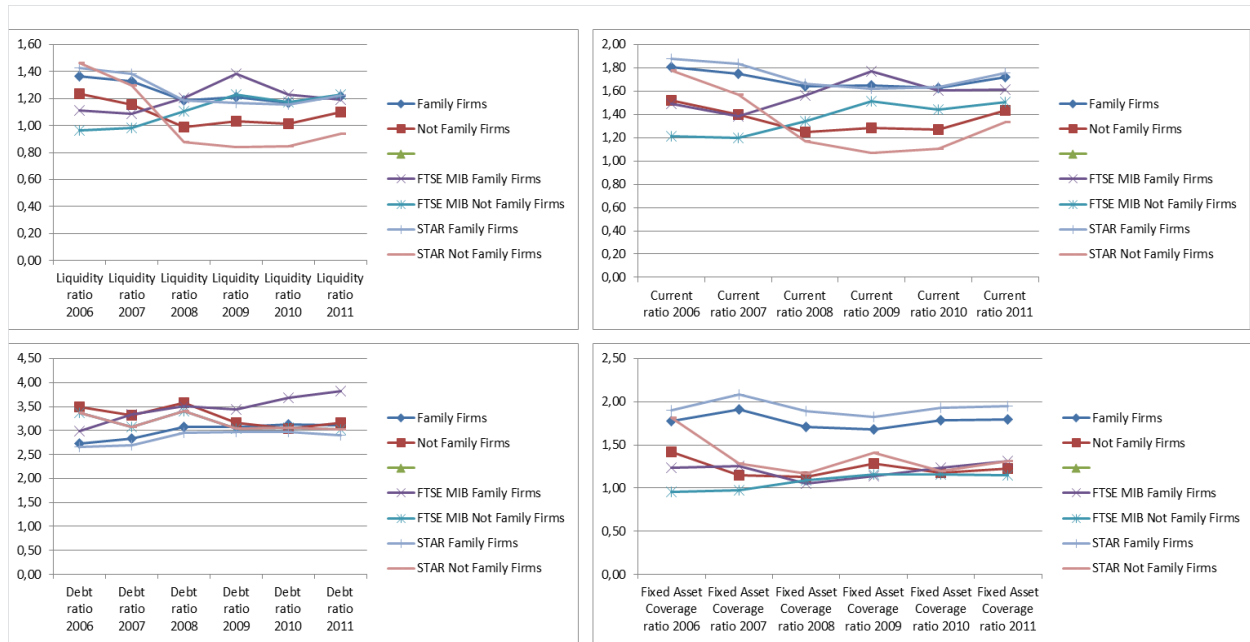 1,60
1,40
1,20
1,00
0,80
0,60
0,40
0,20
0,00
Liquidity Liquidity Liquidity Liquidity Liquidity Liquidity
ratio ratio ratio ratio ratio ratio
2006 2007 2008 2009 2010 2011
Family Firms
Not Family Firms
FTSE MIB Family Firms
FTSE MIB Not Family Firms
STAR Family Firms
STAR Not Family Firms
2,00
1,80
1,60
1,40
1,20
1,00
0,80
0,60
0,40
0,20
0,00
Current Current Current Current Current Current
ratio 2006 ratio 2007 ratio 2008 ratio 2009 ratio 2010 ratio 2011
Family Firms
Not Family Firms
FTSE MIB Family Firms
FTSE MIB Not Family Firms
STAR Family Firms
STAR Not Family Firms
4,50
4,00
3,50
3,00
2,50
2,00
1,50
1,00
0,50
0,00
Debt Debt Debt Debt Debt Debt
ratio ratio ratio ratio ratio ratio
2006 2007 2008 2009 2010 2011
Family Firms
Not Family Firms
FTSE MIB Family Firms
FTSE MIB Not Family Firms
STAR Family Firms
STAR Not Family Firms
2,50
2,00
1,50
1,00
0,50
0,00
Fixed Asset Fixed Asset Fixed Asset Fixed Asset Fixed Asset Fixed Asset
Coverage Coverage Coverage Coverage Coverage Coverage
ratio 2006 ratio 2007 ratio 2008 ratio 2009 ratio 2010 ratio 2011
Family Firms
Not Family Firms
FTSE MIB Family Firms
FTSE MIB Not Family Firms
STAR Family Firms
STAR Not Family Firms